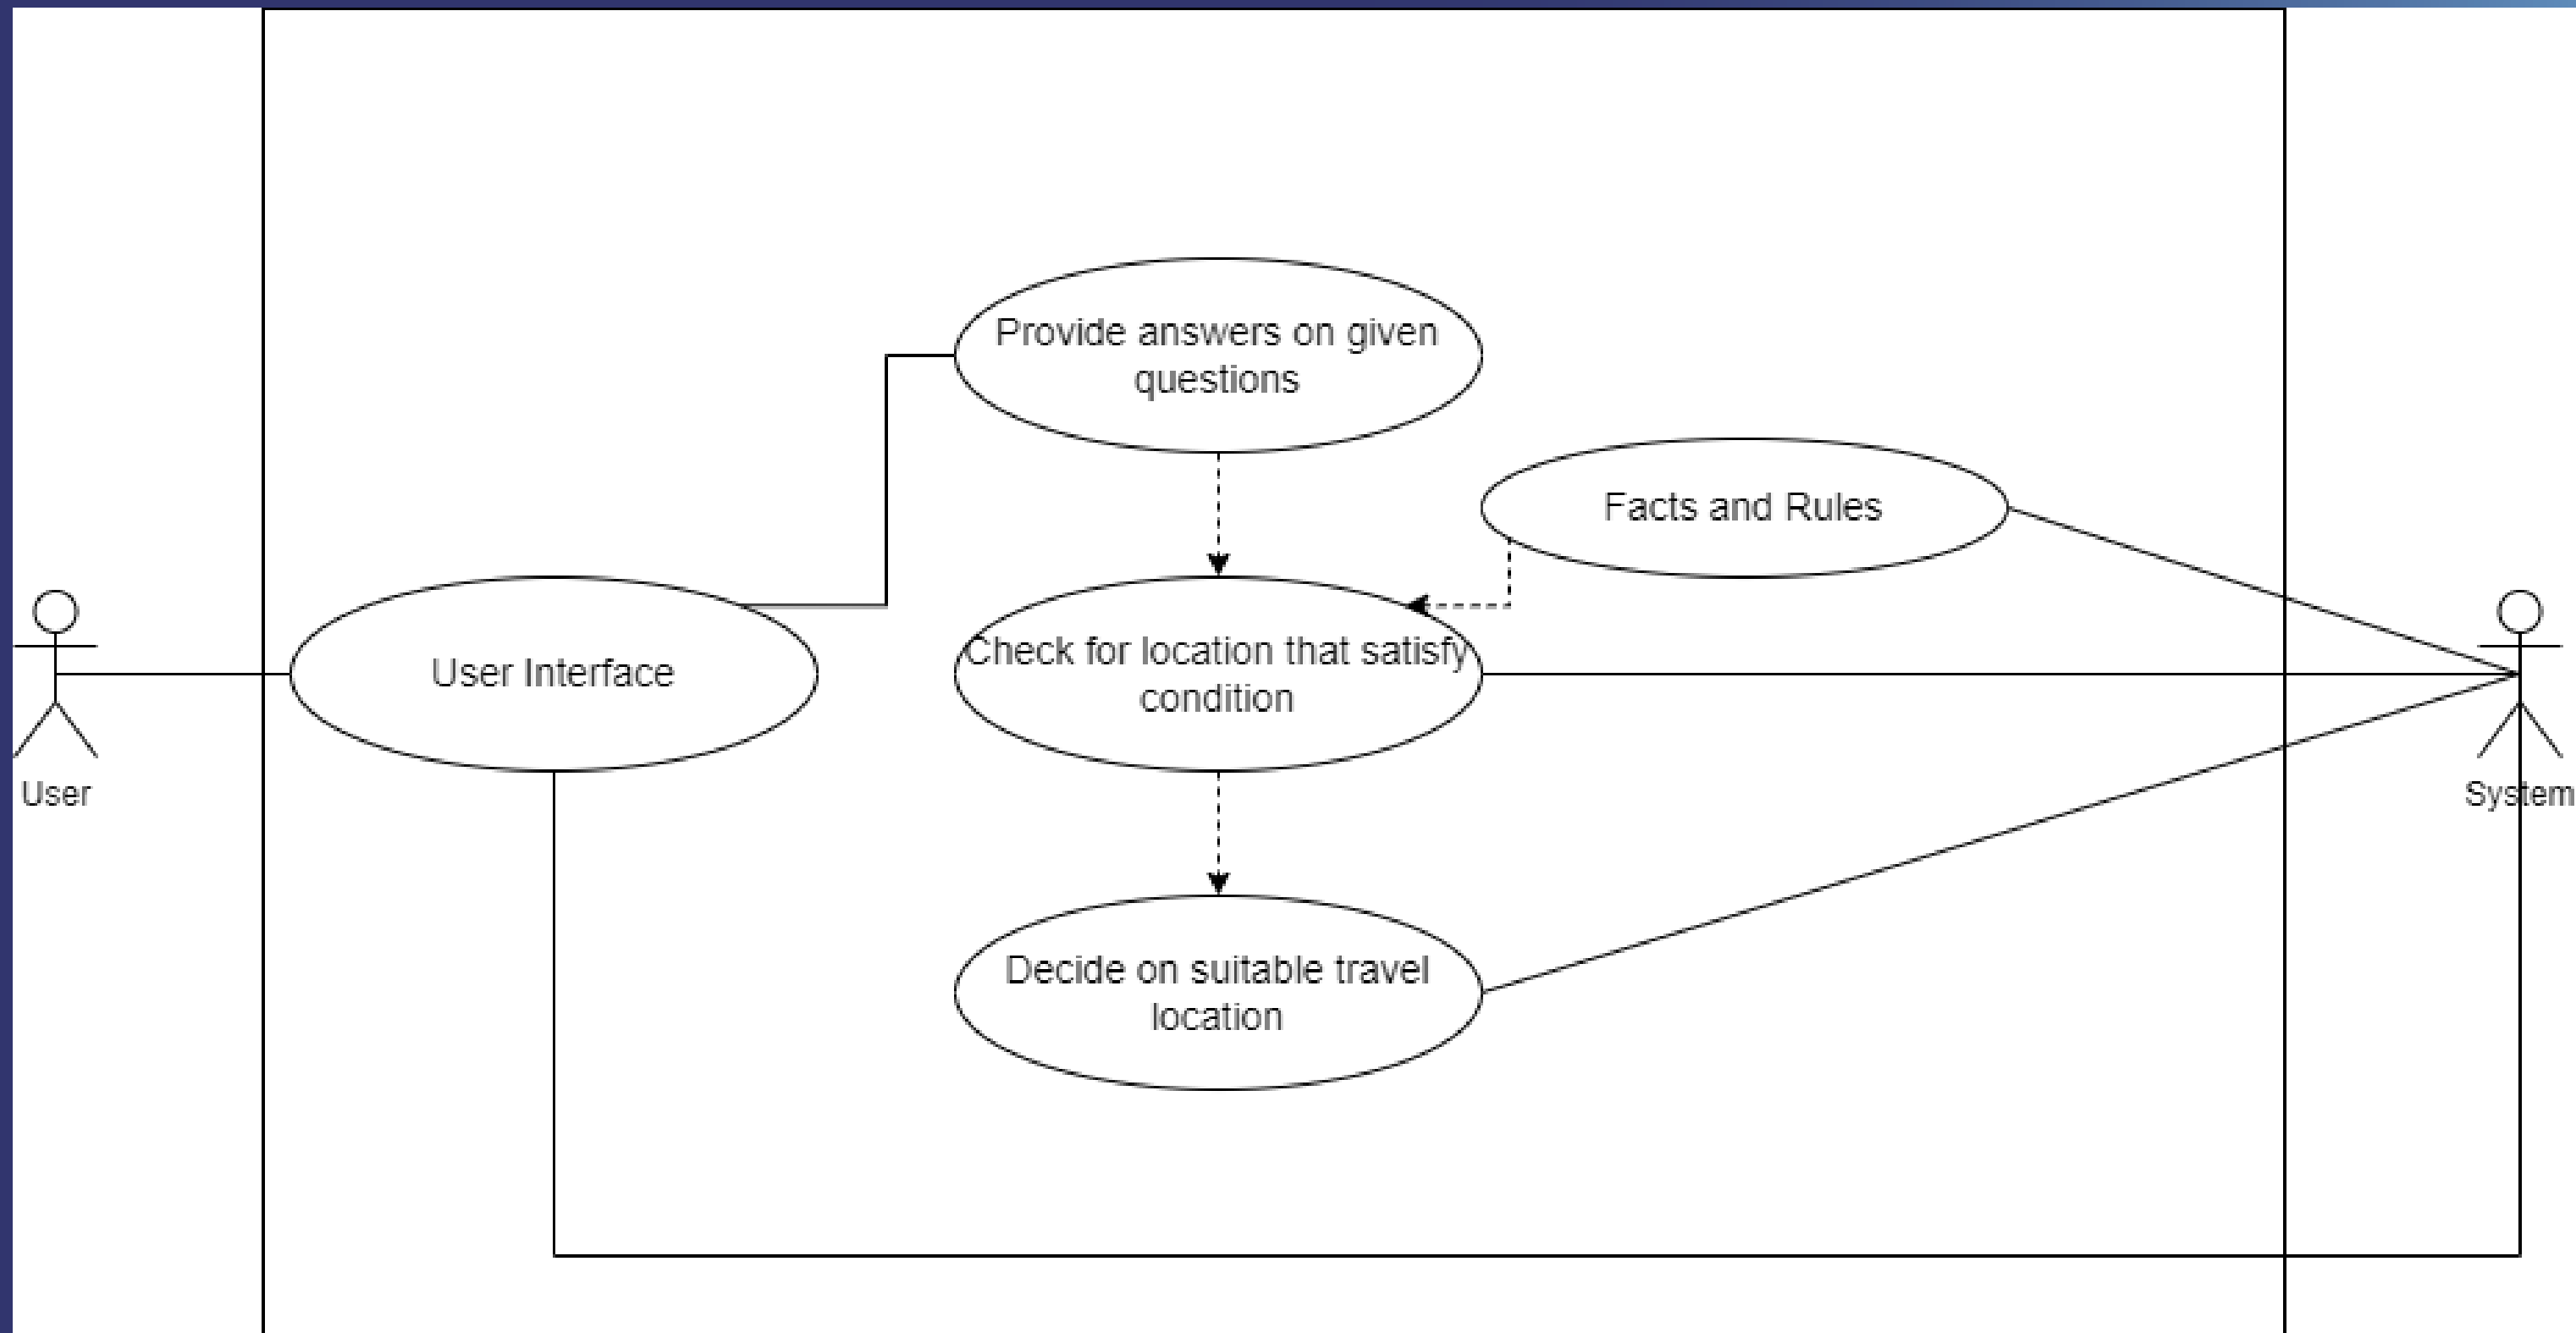 Provide answers on given
questions
Facts and Rules
User Interface
Check for location that satisfy
condition
User
System
Decide on suitable travel
location